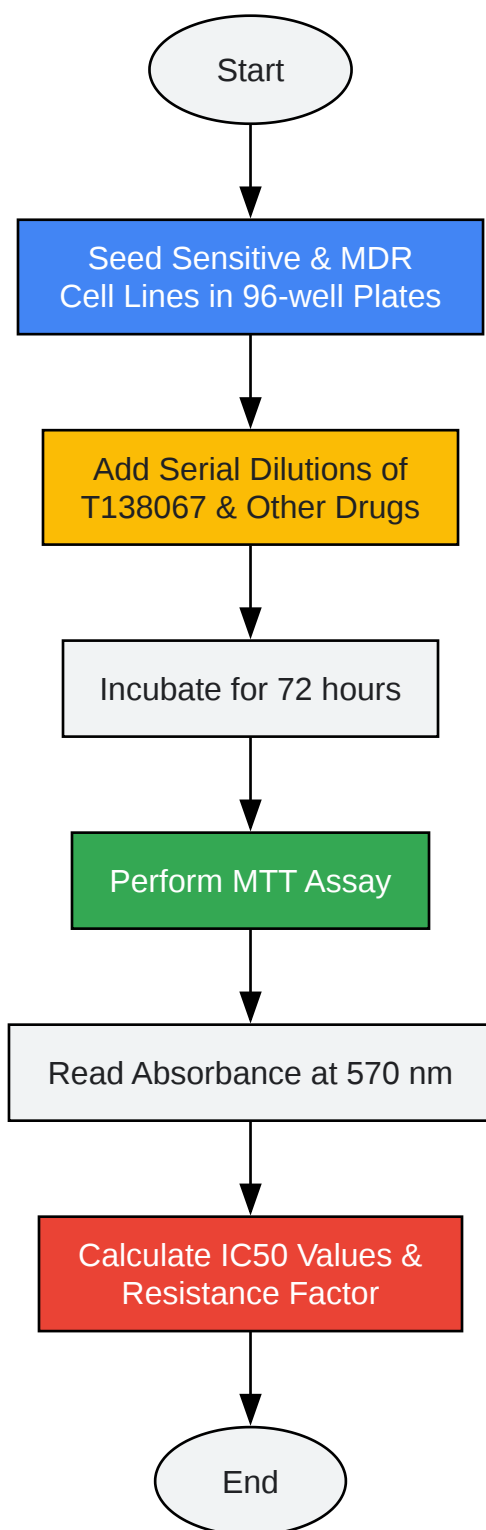 Start
Seed Sensitive & MDR
Cell Lines in 96-well Plates
Add Serial Dilutions of
T138067 & Other Drugs
Incubate for 72 hours
Perform MTT Assay
Read Absorbance at 570 nm
Calculate IC50 Values &
Resistance Factor
End